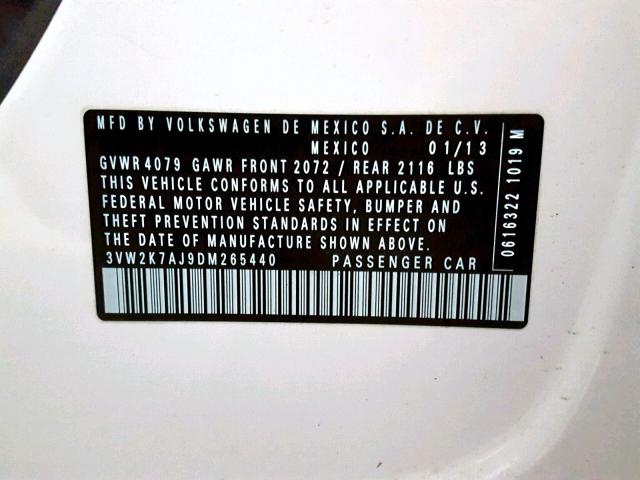 MFD BY VOLKSWAGEN DE MEXICO S.A. DE C.V.
MEXICO 01/13
GVWR 4079 GAWR FRONT 2072 / REAR 2116 LBS
THIS VEHICLE CONFORMS TO ALL APPLICABLE U.S.
FEDERAL MOTOR VEHICLE SAFETY, BUMPER AND
THEFT PREVENTION STANDARDS IN EFFECT ON
THE DATE OF MANUFACTURE SHOWN ABOVE.
3VW2K7AJ9DM265440 PASSENGER CAR
0616322 1019 M